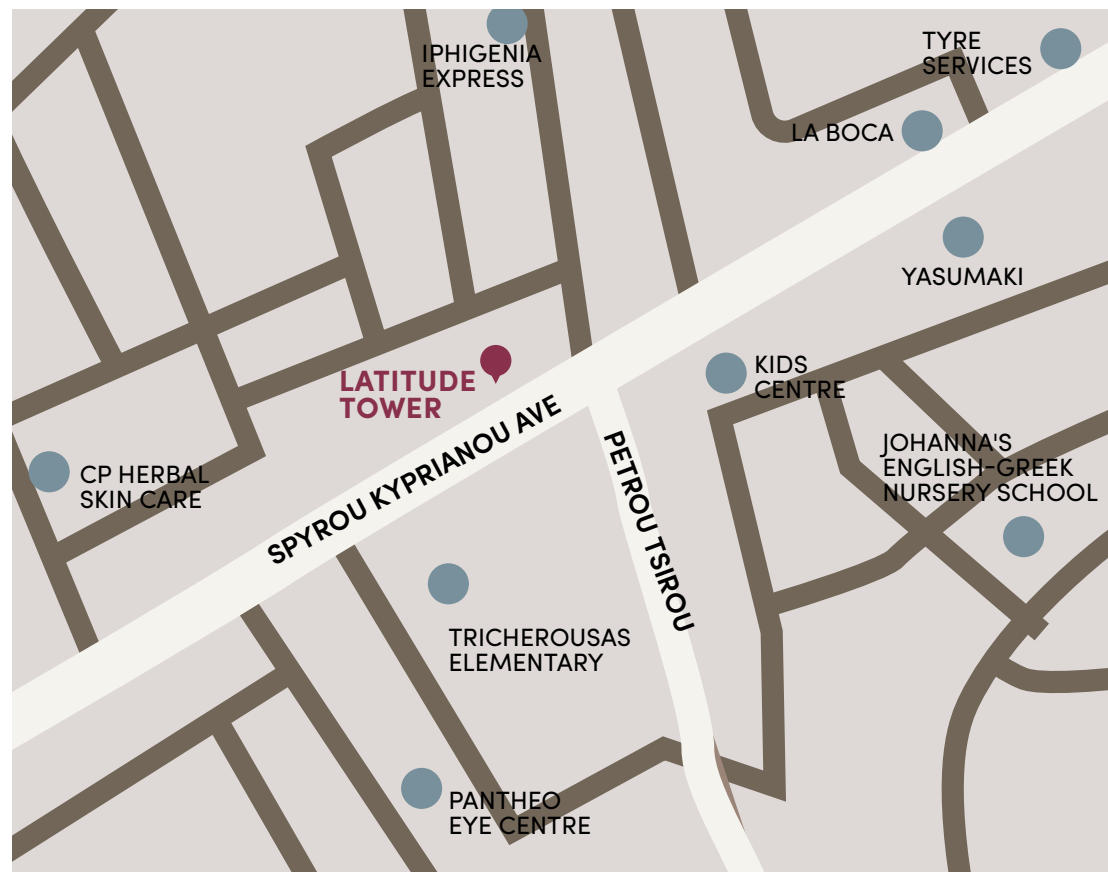 IPHIGENIA
EXPRESS
TYRE
SERVICES
LA BOCA
YASUMAKI
KIDS
CENTRE
LATITUDE
TOWER
SPYROU KYPRIANOU AVE
PETROU TSIROU
JOHANNA'S
ENGLISH-GREEK
NURSERY SCHOOL
CP HERBAL
SKIN CARE
TRICHEROUSAS
ELEMENTARY
PANTHEO
EYE CENTRE